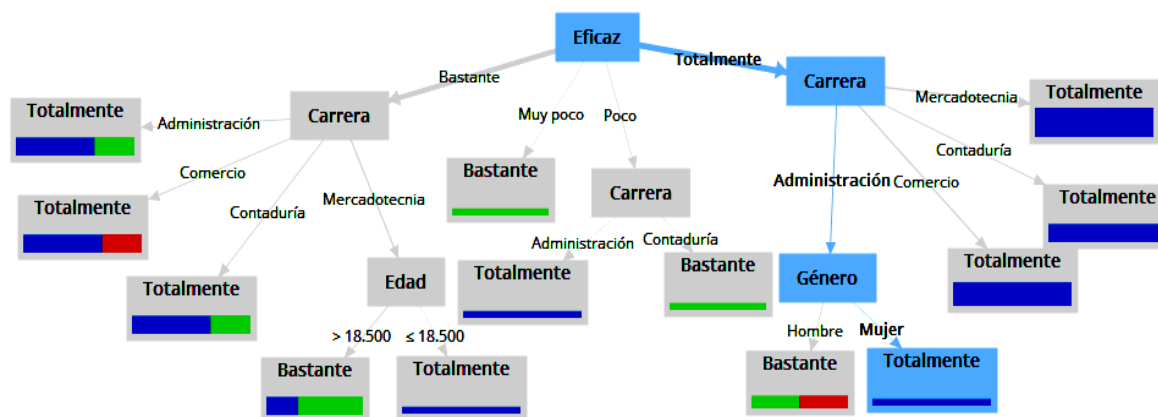 Eficaz
Bastante
Muy poco
Poco
Totalmente
Carrera
Administración
Comercio
Contaduría
Mercadotecnia
Totalmente
Totalmente
Totalmente
Edad
> 18.500
≤ 18.500
Bastante
Totalmente
Bastante
Carrera
Administración
Contaduría
Totalmente
Bastante
Carrera
Mercadotecnia
Contaduría
Comercio
Administración
Totalmente
Totalmente
Totalmente
Género
Hombre
Mujer
Bastante
Totalmente